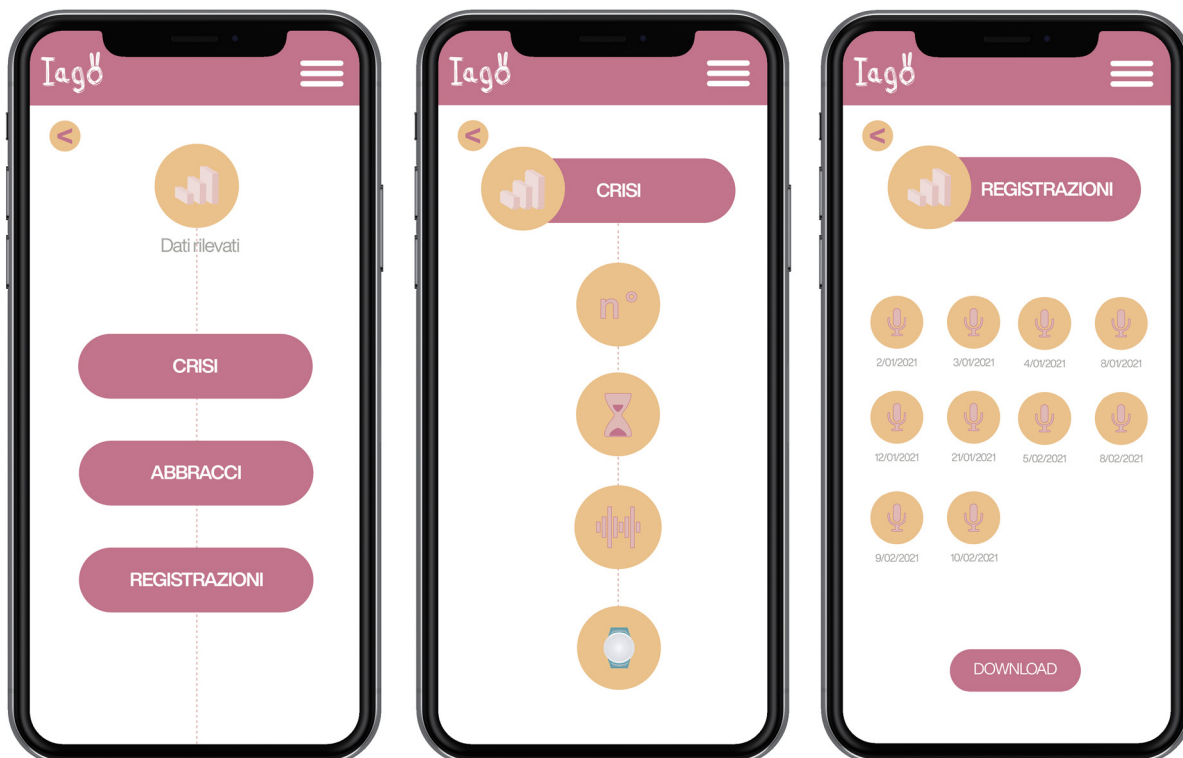 Iago
<
Dati rilevati
CRISI
ABBRACCI
REGISTRAZIONI
Iago
<
CRISI
n°
Iago
<
REGISTRAZIONI
2/01/2021 3/01/2021 4/01/2021 8/01/2021
12/01/2021 21/01/2021 5/02/2021 8/02/2021
9/02/2021 10/02/2021
DOWNLOAD